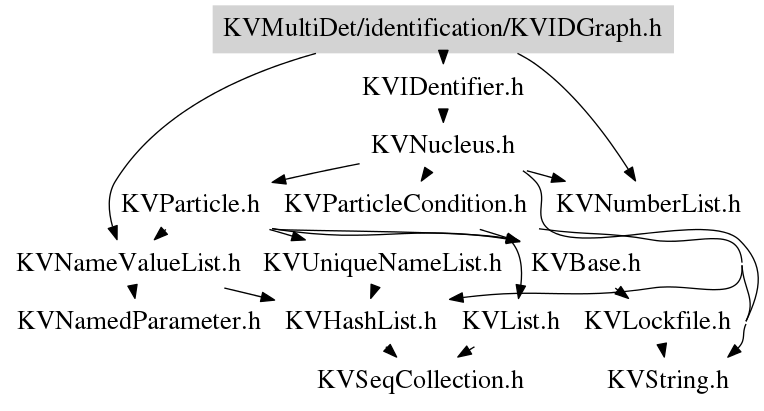 KVMultiDet/identification/KVIDGraph.h
KVIDentifier.h
KVNucleus.h
KVParticle.h
KVParticleCondition.h
KVNumberList.h
KVNameValueList.h
KVUniqueNameList.h
KVBase.h
KVNamedParameter.h
KVHashList.h
KVList.h
KVLockfile.h
KVSeqCollection.h
KVString.h